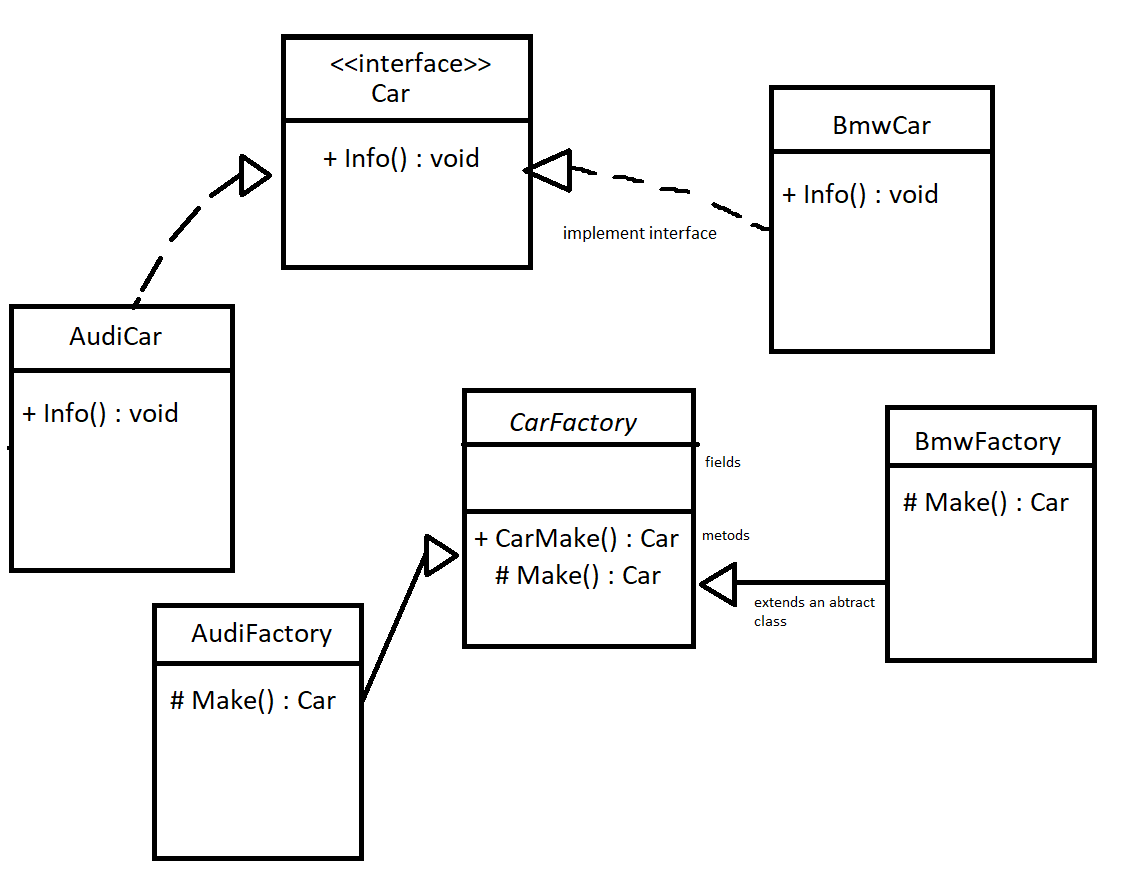 <<interface>>
Car
+ Info() : void
BmwCar
+ Info() : void
implement interface
AudiCar
+ Info() : void
CarFactory
fields
+ CarMake() : Car
# Make() : Car
metods
BmwFactory
# Make() : Car
extends an abtract
class
AudiFactory
# Make() : Car